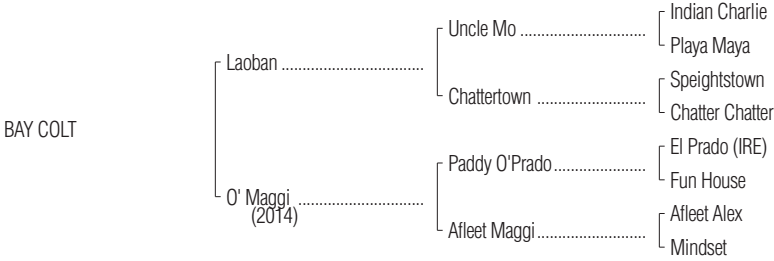 Indian Charlie
Uncle Mo ..............................
Playa Maya
Laoban ..................................
Speightstown
Chattertown ..........................
Chatter Chatter
BAY COLT
El Prado (IRE)
Paddy O'Prado......................
Fun House
O' Maggi ..............................
(2014)
Afleet Alex
Afleet Maggi..........................
Mindset